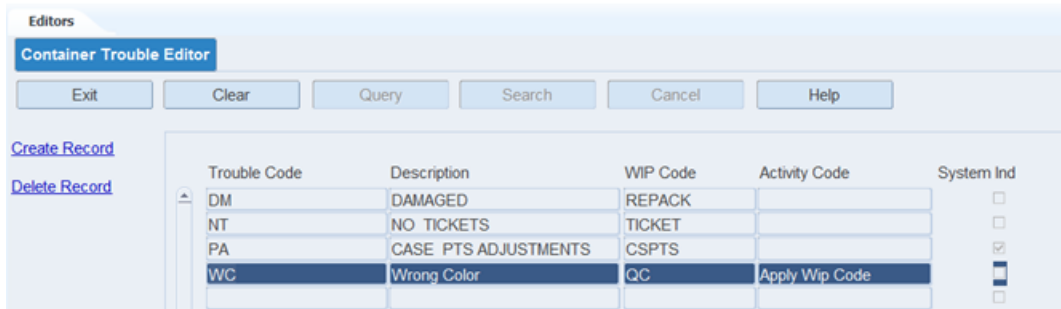 Editors
Container Trouble Editor
Exit Clear Query Search Cancel Help
Create Record
Delete Record
Trouble Code Description WIP Code Activity Code System Ind
DM DAMAGED REPACK
NT NO TICKETS TICKET
PA CASE PTS ADJUSTMENTS CSPTS
WC Wrong Color QC Apply Wip Code